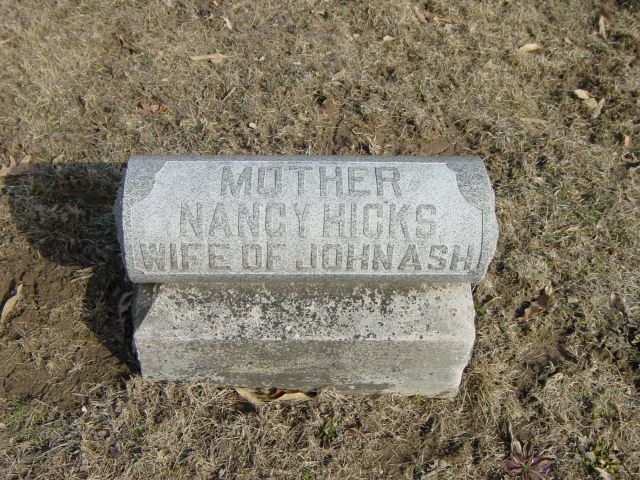 MOTHER
NANCY HICKS
WIFE OF JOHN ASH